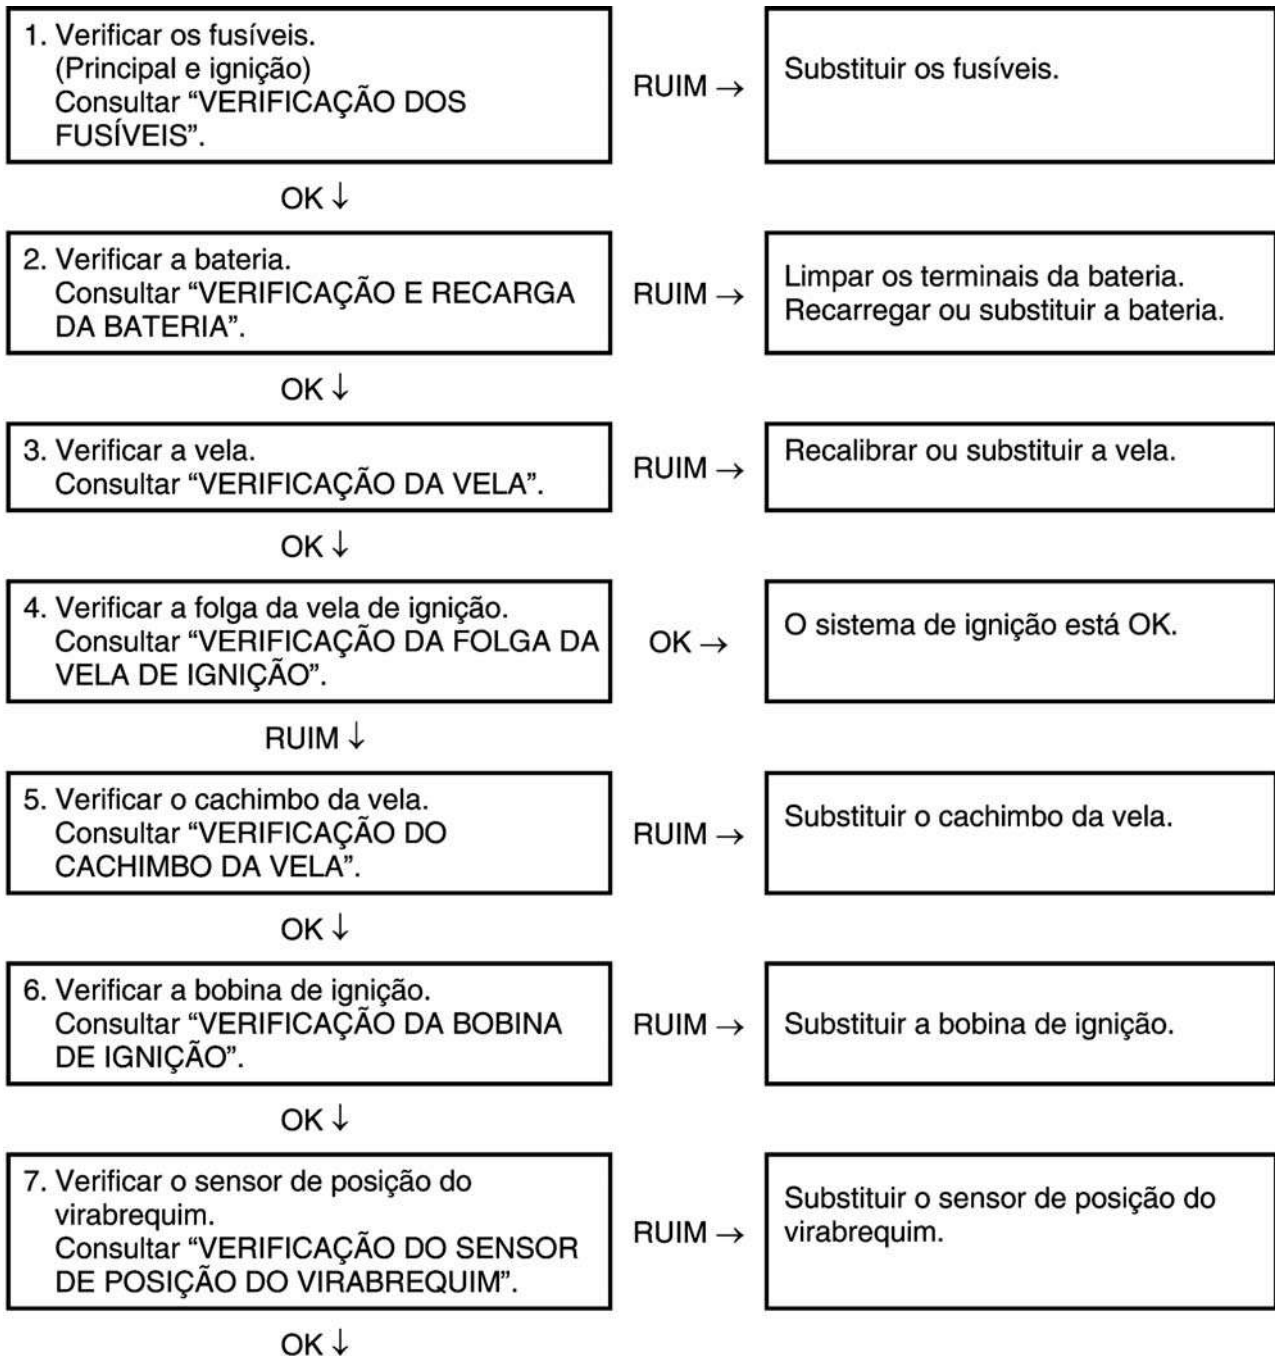 1. Verificar os fusíveis.
(Principal e ignição)
Consultar “VERIFICAÇÃO DOS
FUSÍVEIS”.
RUIM →
Substituir os fusíveis.
OK ↓
2. Verificar a bateria.
Consultar “VERIFICAÇÃO E RECARGA
DA BATERIA”.
RUIM →
Limpar os terminais da bateria.
Recarregar ou substituir a bateria.
OK ↓
3. Verificar a vela.
Consultar “VERIFICAÇÃO DA VELA”.
RUIM →
Recalibrar ou substituir a vela.
OK ↓
4. Verificar a folga da vela de ignição.
Consultar “VERIFICAÇÃO DA FOLGA DA
VELA DE IGNIÇÃO”.
OK →
O sistema de ignição está OK.
RUIM ↓
5. Verificar o cachimbo da vela.
Consultar “VERIFICAÇÃO DO
CACHIMBO DA VELA”.
RUIM →
Substituir o cachimbo da vela.
OK ↓
6. Verificar a bobina de ignição.
Consultar “VERIFICAÇÃO DA BOBINA
DE IGNIÇÃO”.
RUIM →
Substituir a bobina de ignição.
OK ↓
7. Verificar o sensor de posição do
virabrequim.
Consultar “VERIFICAÇÃO DO SENSOR
DE POSIÇÃO DO VIRABREQUIM”.
RUIM →
Substituir o sensor de posição do
virabrequim.
OK ↓